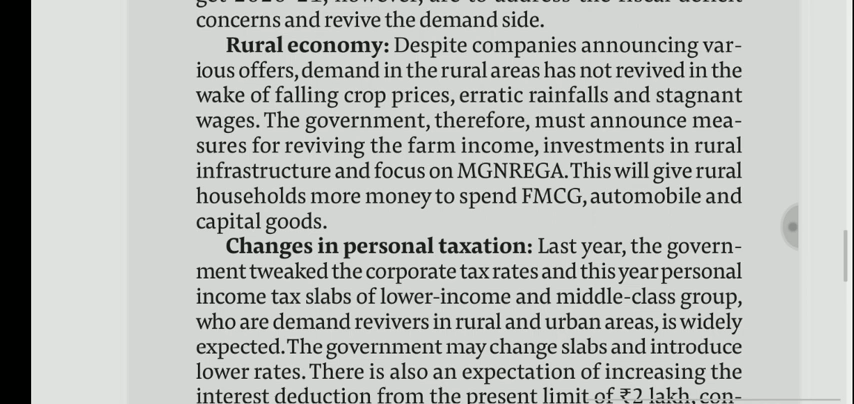 concerns and revive the demand side.
Rural economy: Despite companies announcing var-
ious offers, demand in the rural areas has not revived in the
wake of falling crop prices, erratic rainfalls and stagnant
wages. The government, therefore, must announce mea-
sures for reviving the farm income, investments in rural
infrastructure and focus on MGNREGA. This will give rural
households more money to spend FMCG, automobile and
capital goods.
Changes in personal taxation: Last year, the govern-
ment tweaked the corporate tax rates and this year personal
income tax slabs of lower-income and middle-class group,
who are demand revivers in rural and urban areas, is widely
expected. The government may change slabs and introduce
lower rates. There is also an expectation of increasing the
interest deduction from the present limit of ₹2 lakh, con-